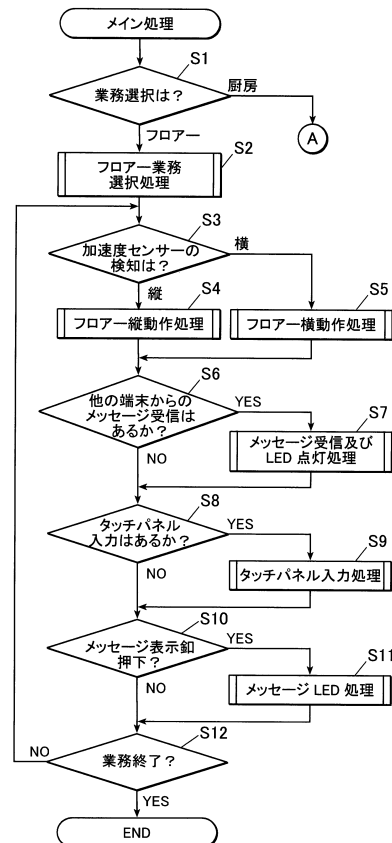 メイン処理
S1
業務選択は？
厨房
A
フロアー
S2
フロアー業務
選択処理
S3
加速度センサーの
検知は？
横
縦
S4
S5
フロアー縦動作処理
フロアー横動作処理
S6
他の端末からの
メッセージ受信は
あるか？
YES
S7
メッセージ受信及び
LED 点灯処理
NO
S8
タッチパネル
入力はあるか？
YES
S9
タッチパネル入力処理
NO
S10
メッセージ表示釦
押下？
YES
S11
メッセージ LED 処理
NO
S12
業務終了？
NO
YES
END